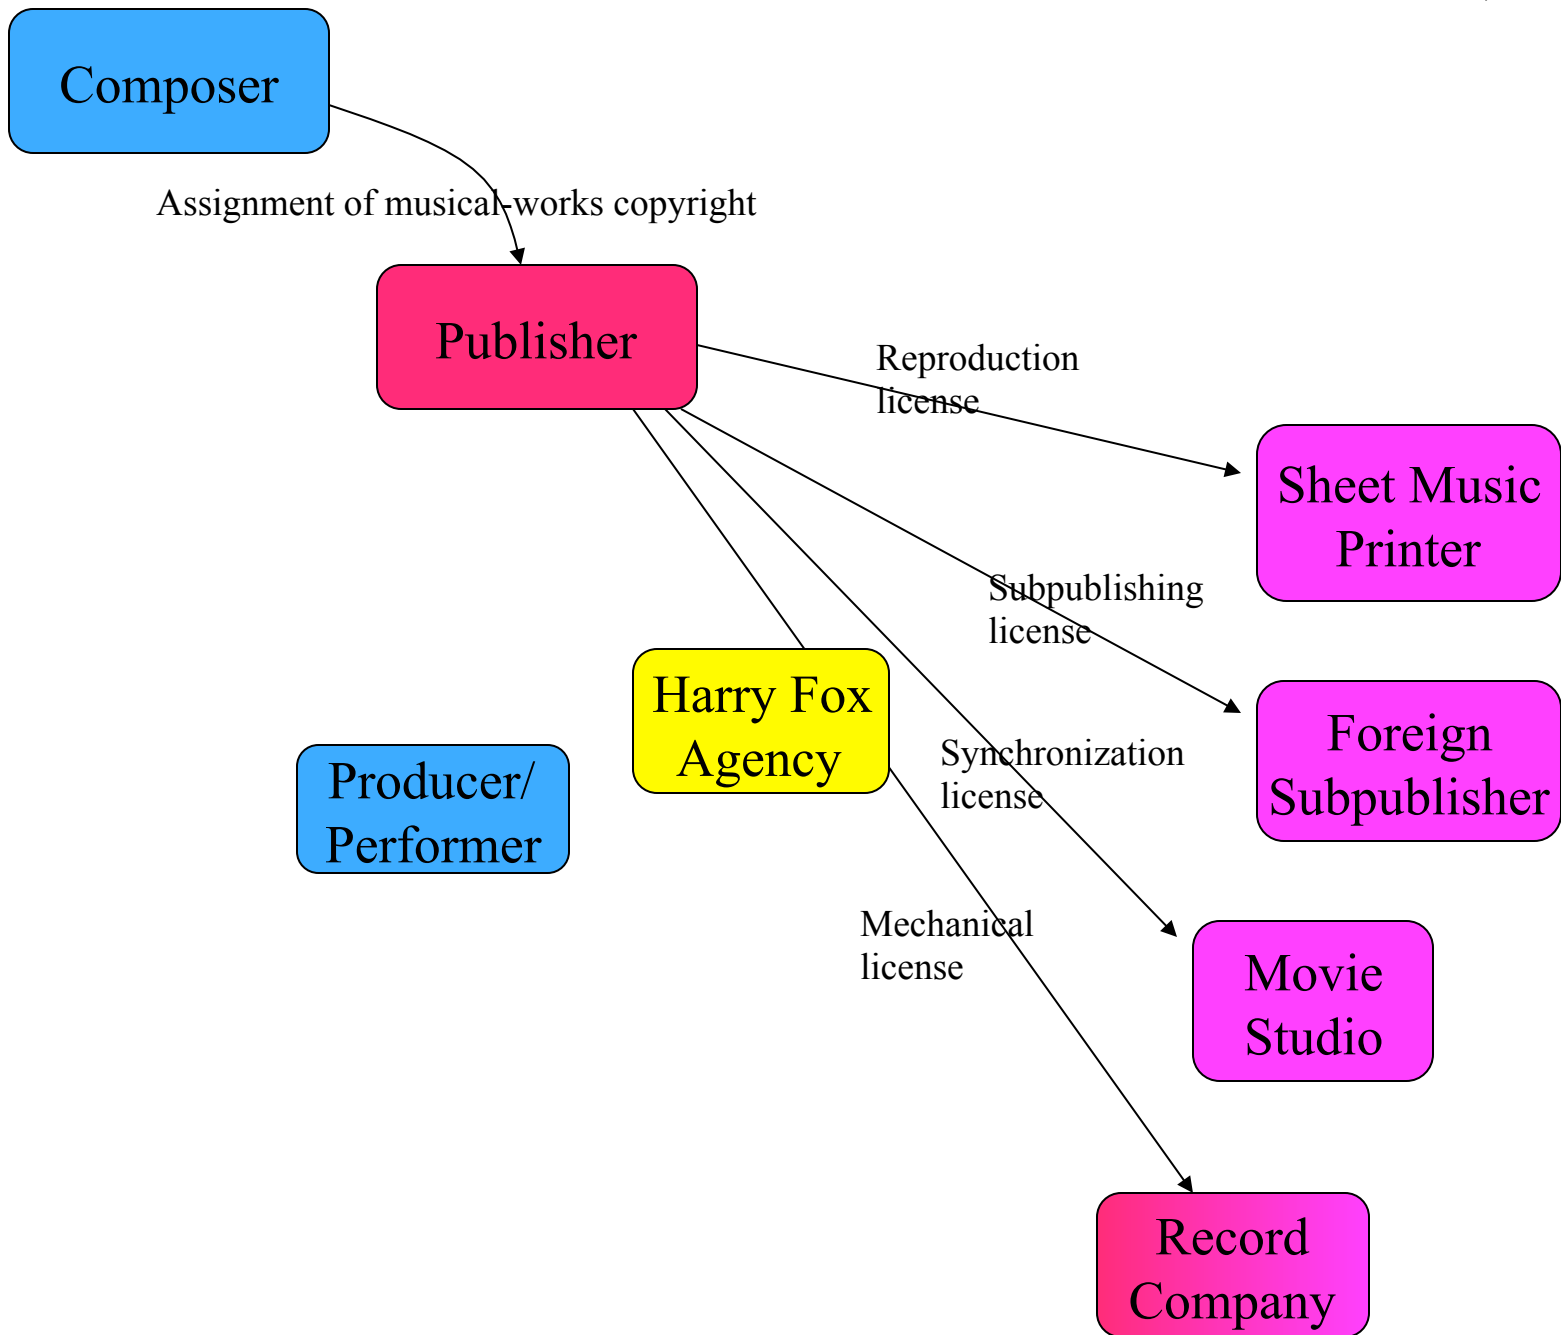 Composer
Assignment of musical-works copyright
Publisher
Reproduction
license
Sheet Music
Printer
Subpublishing
license
Harry Fox
Agency
Foreign
Subpublisher
Synchronization
license
Producer/
Performer
Mechanical
license
Movie
Studio
Record
Company